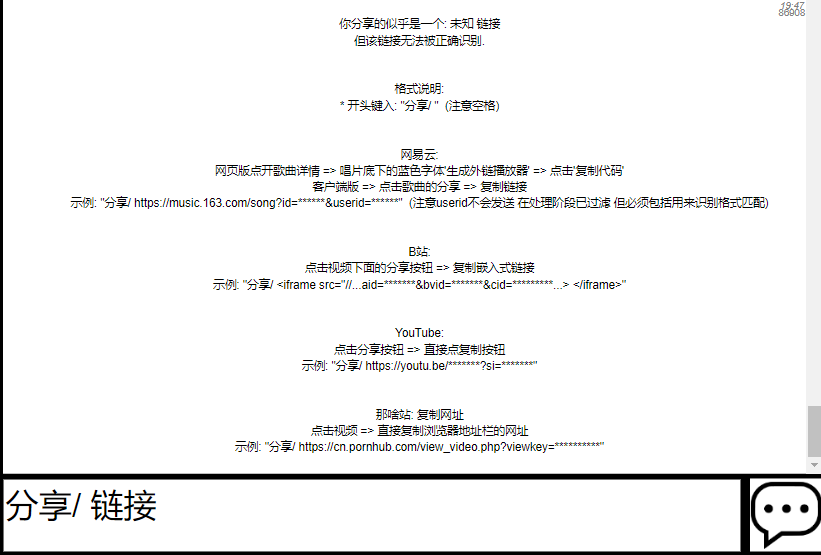 19:47
86908
你分享的似乎是一个: 未知 链接
但该链接无法被正确识别.
格式说明:
* 开头键入: "分享/ " (注意空格)
网易云:
网页版点开歌曲详情 => 唱片底下的蓝色字体'生成外链播放器' => 点击'复制代码'
客户端版 => 点击歌曲的分享 => 复制链接
示例: "分享/ https://music.163.com/song?id=******&userid=******" (注意userid不会发送 在处理阶段已过滤 但必须包括用来识别格式匹配)
B站:
点击视频下面的分享按钮 => 复制嵌入式链接
示例: "分享/ <iframe src="//...aid=*******&bvid=*******&cid=*********...> </iframe>"
YouTube:
点击分享按钮 => 直接点复制按钮
示例: "分享/ https://youtu.be/*******?si=*******"
那啥站: 复制网址
点击视频 => 直接复制浏览器地址栏的网址
示例: "分享/ https://cn.pornhub.com/view_video.php?viewkey=**********"
分享/ 链接